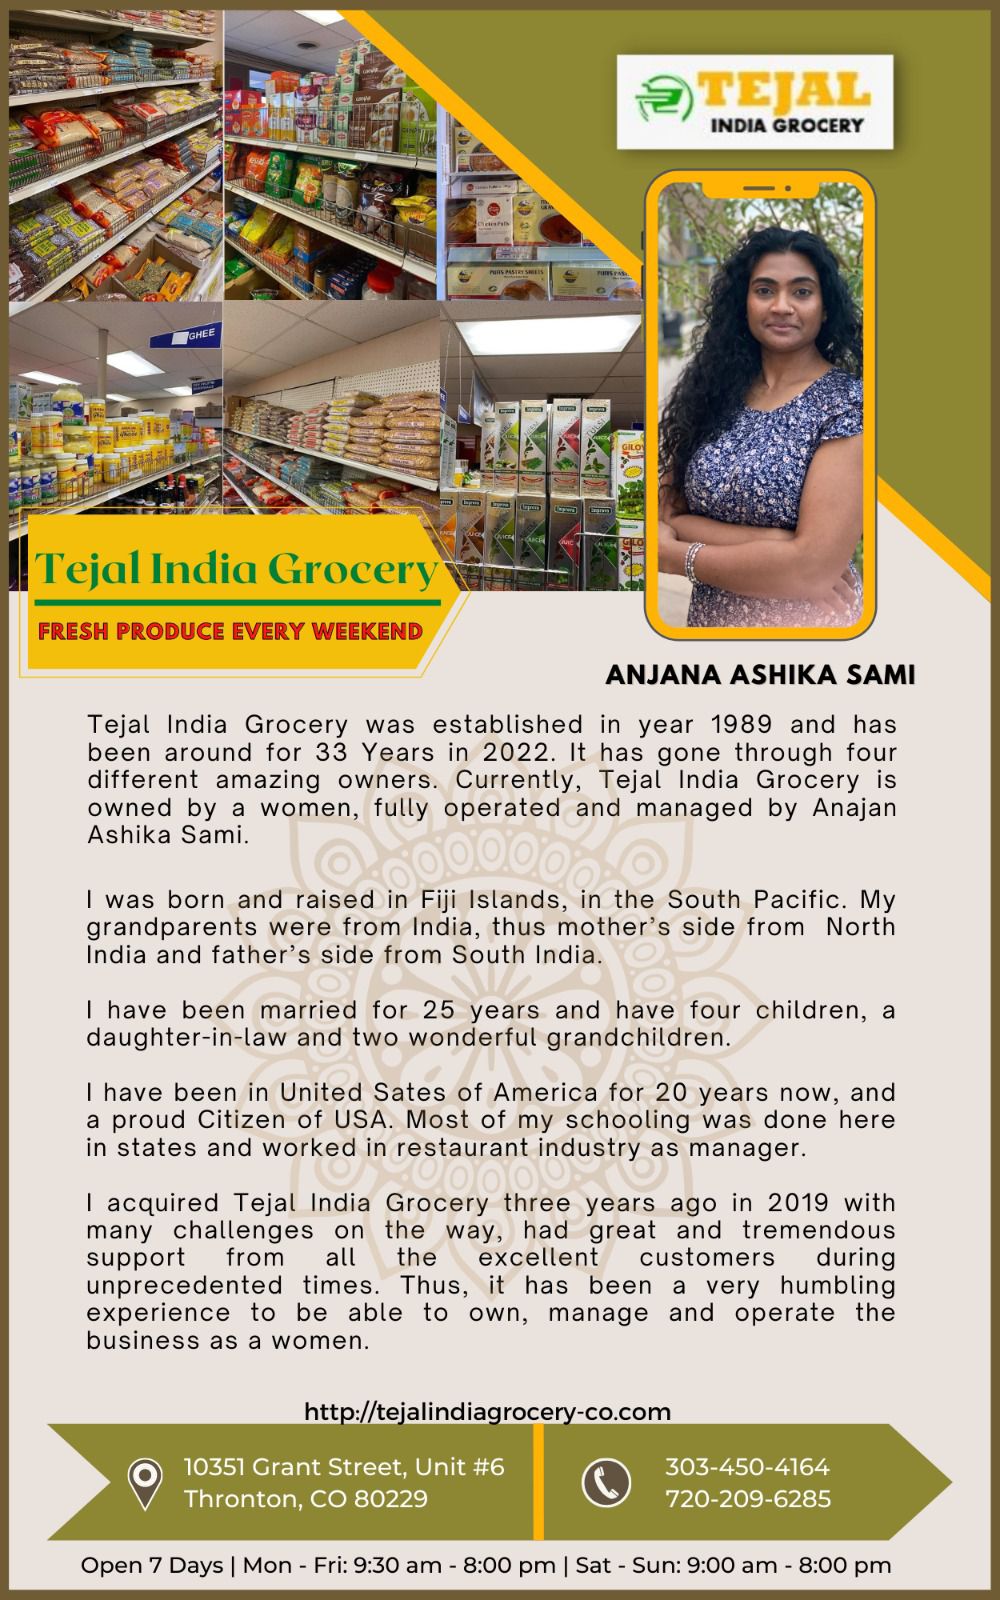 TEJAL
INDIA GROCERY
GHEE
PUFFS PASTRY SHEETS
Tejal India Grocery
FRESH PRODUCE EVERY WEEKEND
ANJANA ASHIKA SAMI
Tejal India Grocery was established in year 1989 and has
been around for 33 Years in 2022. It has gone through four
different amazing owners. Currently, Tejal India Grocery is
owned by a women, fully operated and managed by Anajan
Ashika Sami.
I was born and raised in Fiji Islands, in the South Pacific. My
grandparents were from India, thus mother's side from North
India and father's side from South India.
I have been married for 25 years and have four children, a
daughter-in-law and two wonderful grandchildren.
I have been in United Sates of America for 20 years now, and
a proud Citizen of USA. Most of my schooling was done here
in states and worked in restaurant industry as manager.
I acquired Tejal India Grocery three years ago in 2019 with
many challenges on the way, had great and tremendous
support from all the excellent customers during
unprecedented times. Thus, it has been a very humbling
experience to be able to own, manage and operate the
business as a women.
http://tejalindiagrocery-co.com
10351 Grant Street, Unit #6
Thronton, CO 80229
303-450-4164
720-209-6285
Open 7 Days | Mon - Fri: 9:30 am - 8:00 pm | Sat - Sun: 9:00 am - 8:00 pm